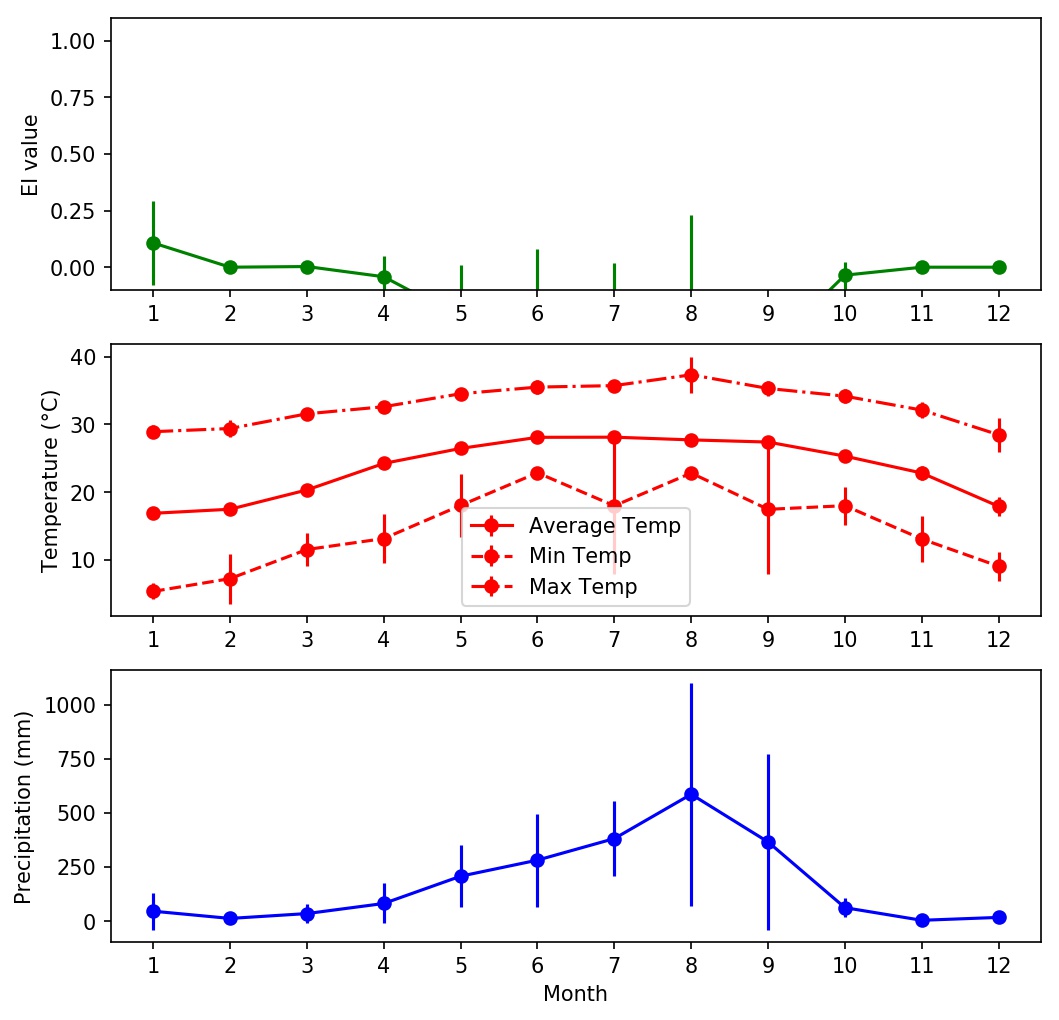 EI value
1.00
0.75
0.50
0.25
0.00
1 2 3 4 5 6 7 8 9 10 11 12
Temperature (°C)
40
30
20
10
Average Temp
Min Temp
Max Temp
1 2 3 4 5 6 7 8 9 10 11 12
Precipitation (mm)
1000
750
500
250
0
1 2 3 4 5 6 7 8 9 10 11 12
Month